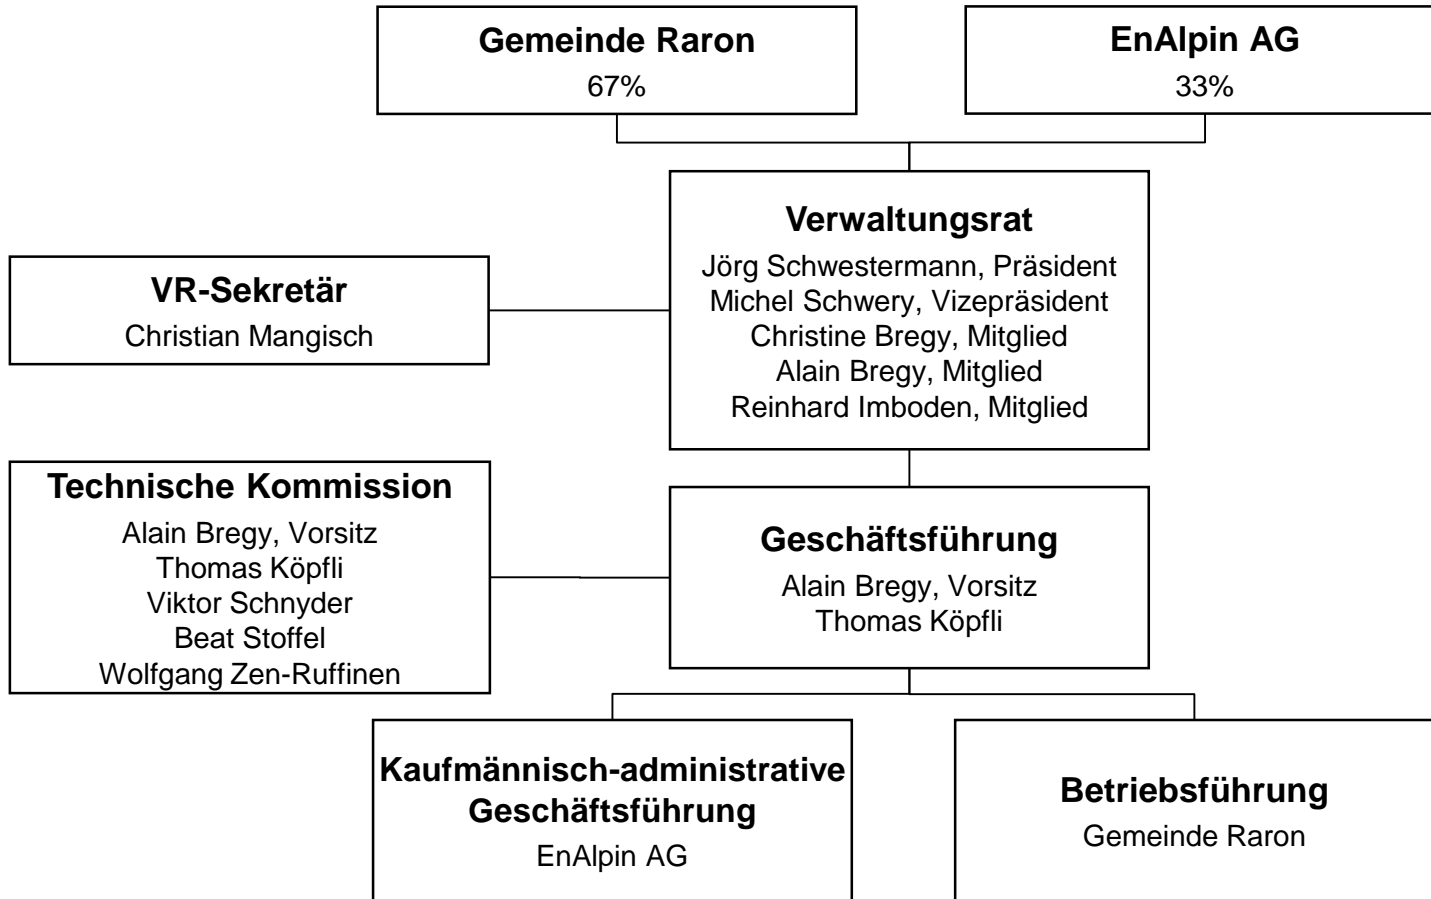 Gemeinde Raron
67%
EnAlpin AG
33%
Verwaltungsrat
Jörg Schwestermann, Präsident
Michel Schwery, Vizepräsident
Christine Bregy, Mitglied
Alain Bregy, Mitglied
Reinhard Imboden, Mitglied
VR-Sekretär
Christian Mangisch
Technische Kommission
Alain Bregy, Vorsitz
Thomas Köpfli
Viktor Schnyder
Beat Stoffel
Wolfgang Zen-Ruffinen
Geschäftsführung
Alain Bregy, Vorsitz
Thomas Köpfli
Kaufmännisch-administrative
Geschäftsführung
EnAlpin AG
Betriebsführung
Gemeinde Raron